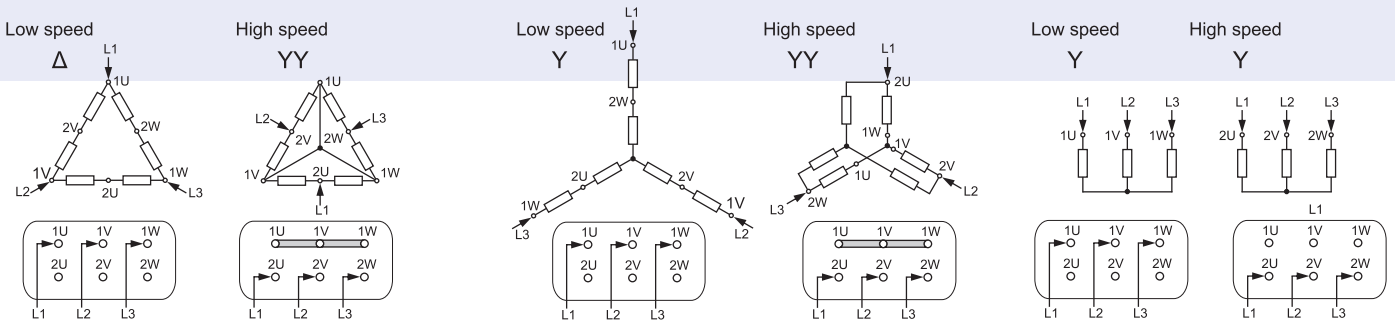 Low speed
Δ
L1
1U
2V
2W
1V
1W
L2
2U
L3
1U 1V 1W
2U 2V 2W
L1 L2 L3
High speed
YY
1U
L2
L3
2V
2W
1V
2U
1W
L1
1U 1V 1W
2U 2V 2W
L1 L2 L3
Low speed
Y
L1
1U
2W
2U
2V
1W
1V
L3
L2
1U 1V 1W
2U 2V 2W
L1 L2 L3
High speed
YY
L1
2U
1W
1V
2V
1U
L2
L3
2W
1U 1V 1W
2U 2V 2W
L1 L2 L3
Low speed
Y
L1 L2 L3
1U 1V 1W
1U 1V 1W
2U 2V 2W
L1 L2 L3
High speed
Y
L1 L2 L3
2U 2V 2W
L1
1U 1V 1W
2U 2V 2W
L1 L2 L3